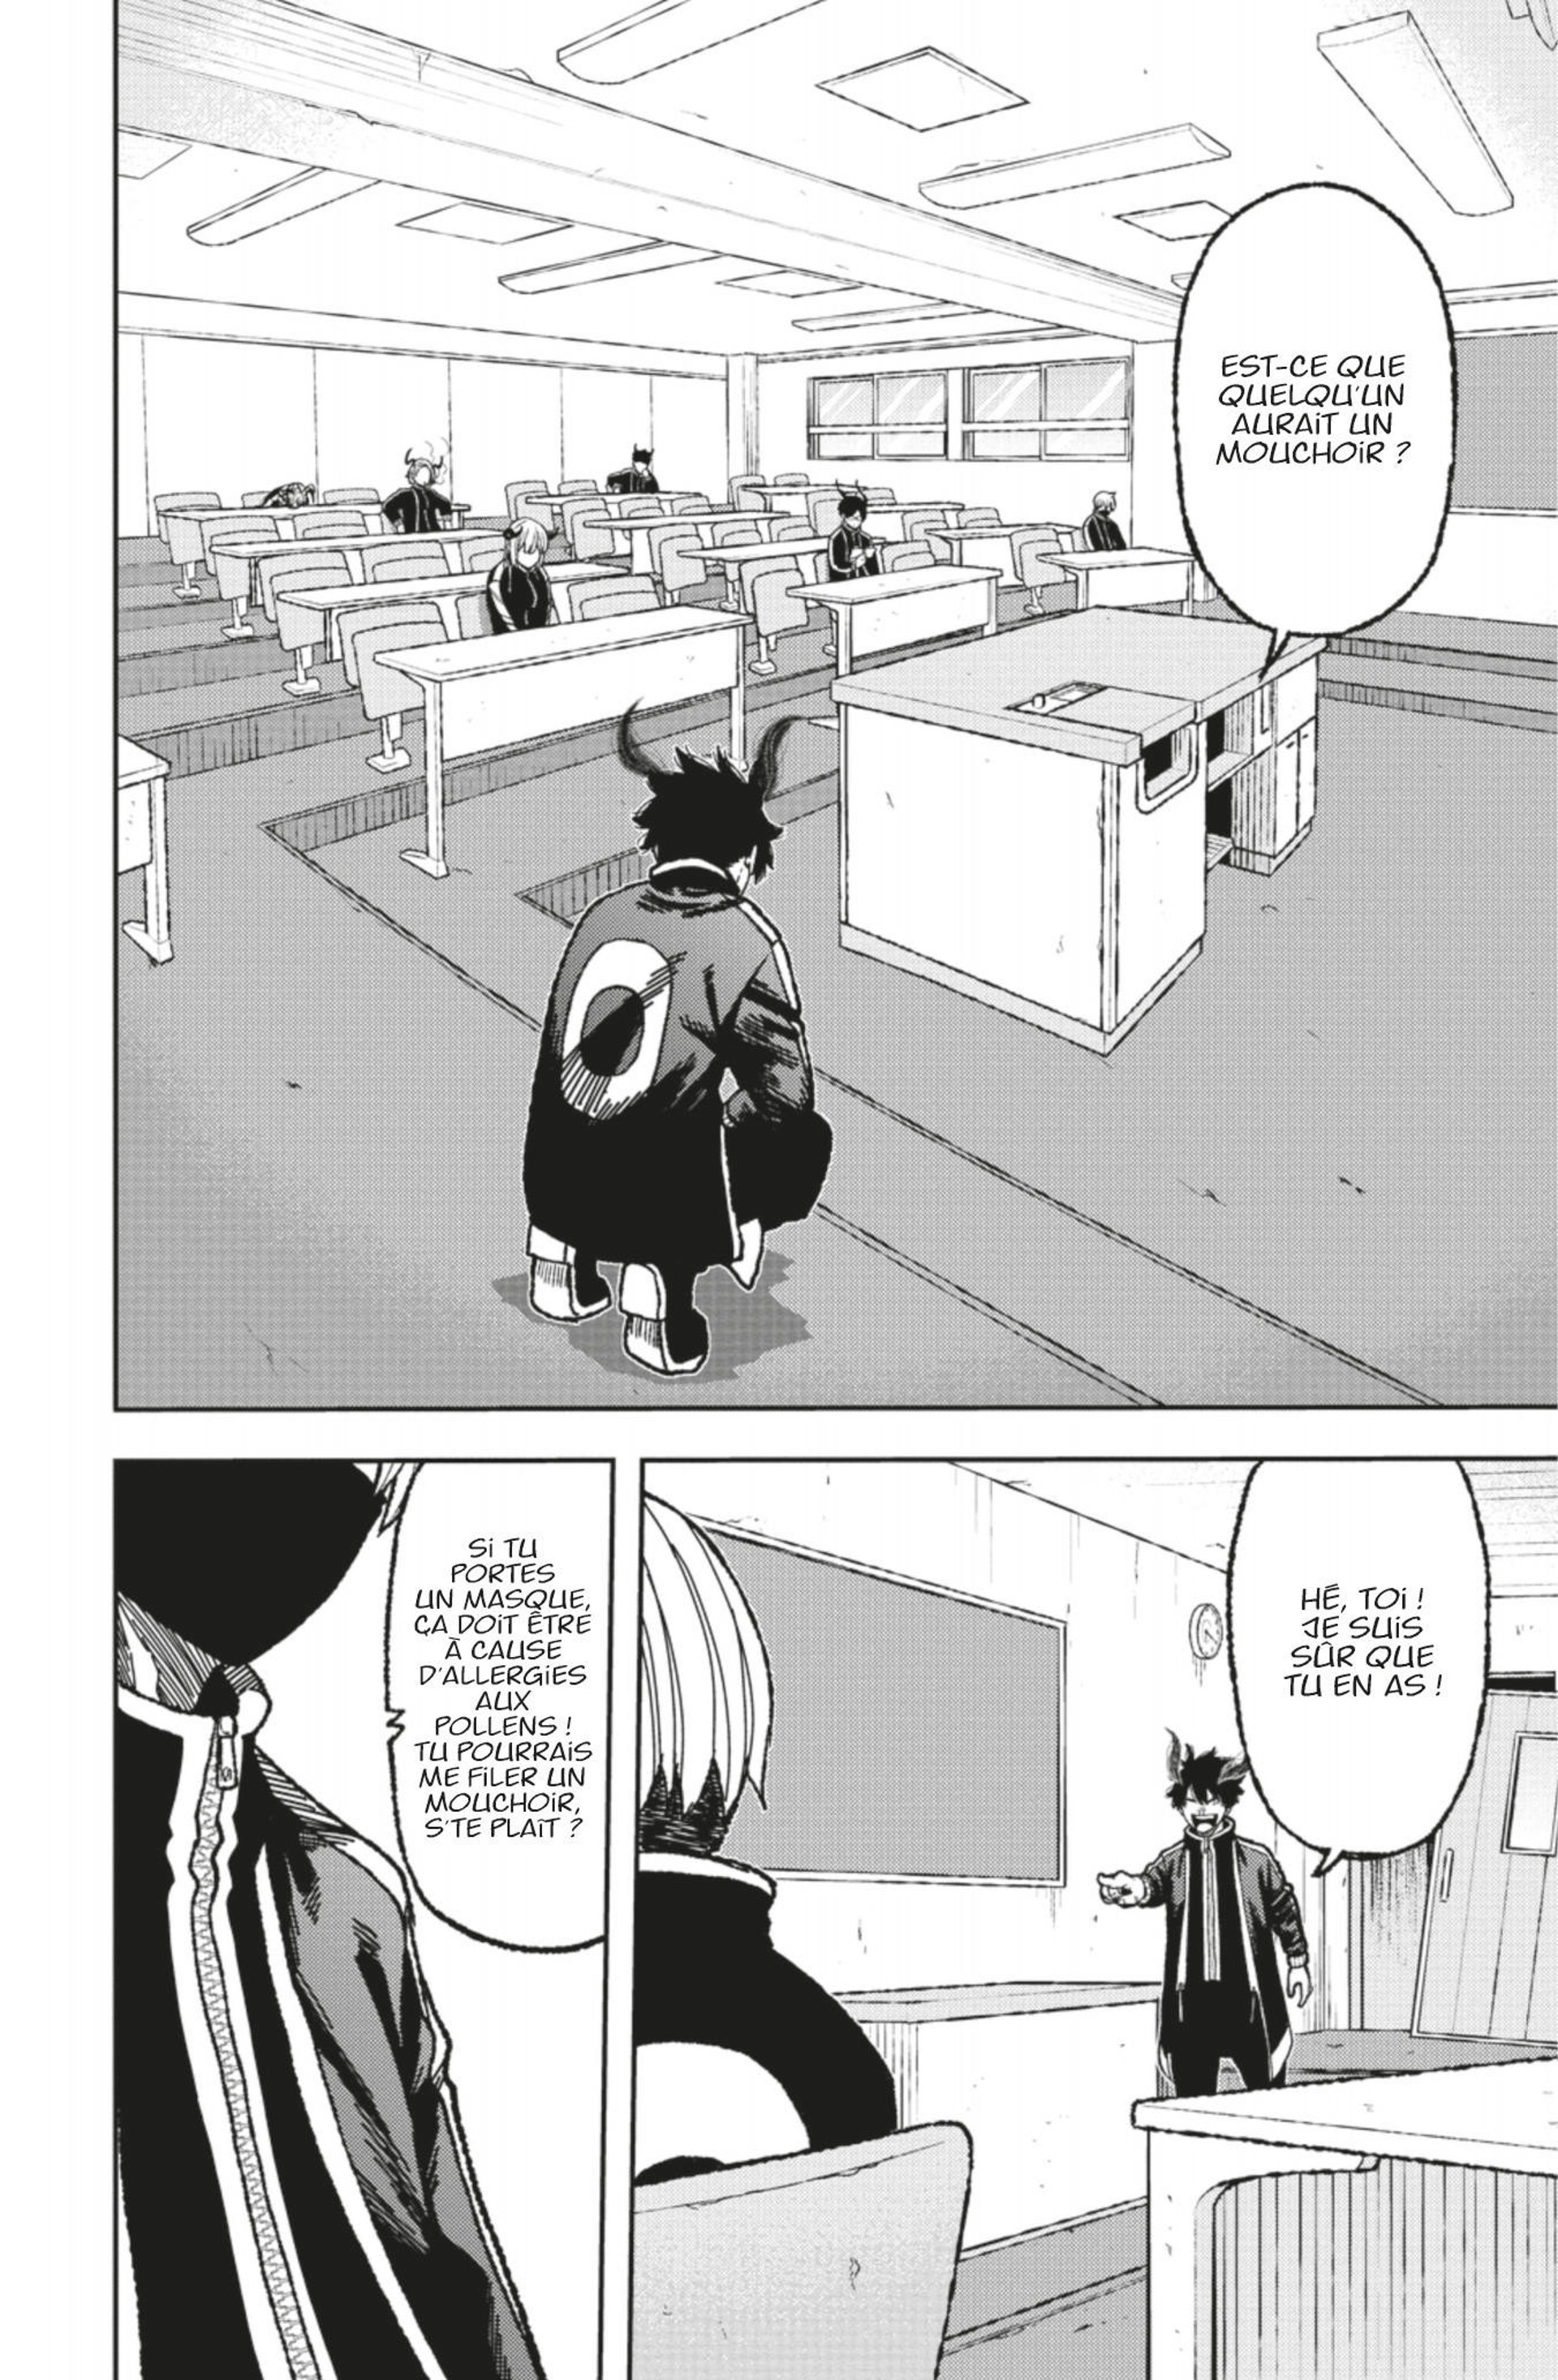 EST-CE QUE
QUELQU'UN
AURAIT UN
MOUCHOIR ?
HÉ, TOI !
JE SUIS
SÛR QUE
TU EN AS !
SI TU
PORTES
UN MASQUE,
ÇA DOIT ÊTRE
À CAUSE
D'ALLERGIES
AUX
POLLENS !
TU POURRAIS
ME FILER UN
MOUCHOIR,
S'TE PLAIT ?